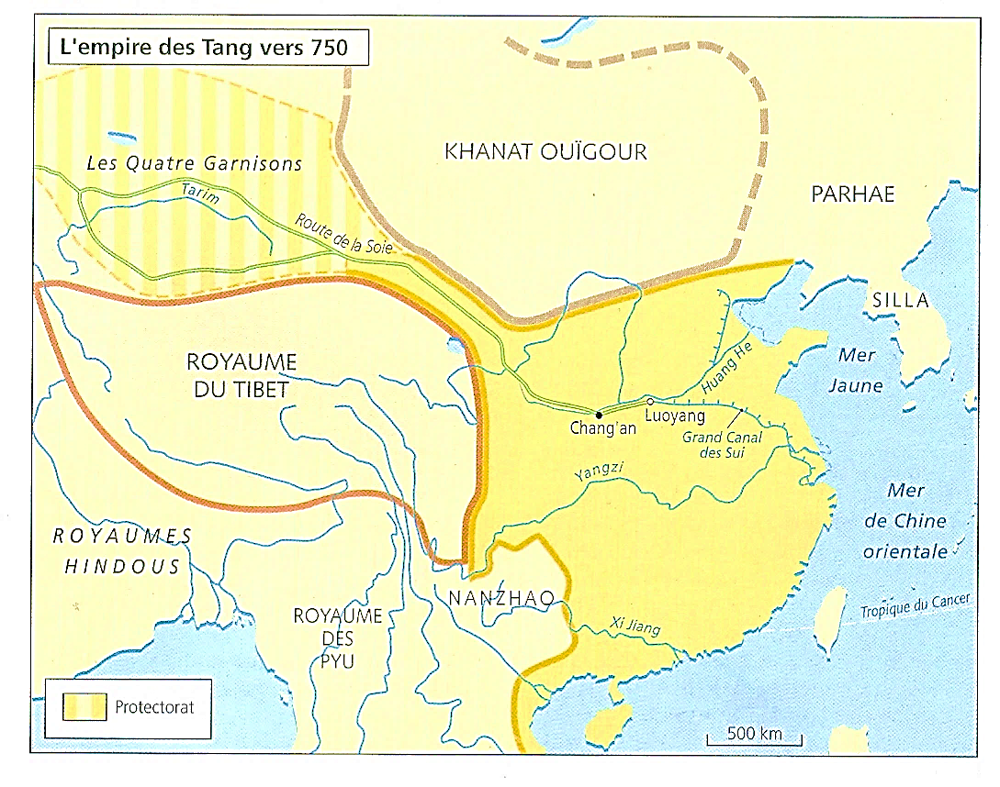 L'empire des Tang vers 750
KHANAT OUÏGOUR
Les Quatre Garnisons
Tarim
PARHAE
Route de la Soie
SILLA
Mer
Jaune
ROYAUME
DU TIBET
Huang He
Chang'an
Luoyang
Grand Canal
des Sui
Yangzi
Mer
de Chine
orientale
ROYAUMES
HINDOUS
NANZHAO
Tropique du Cancer
ROYAUME
DES
PYU
Xi Jiang
Protectorat
500 km